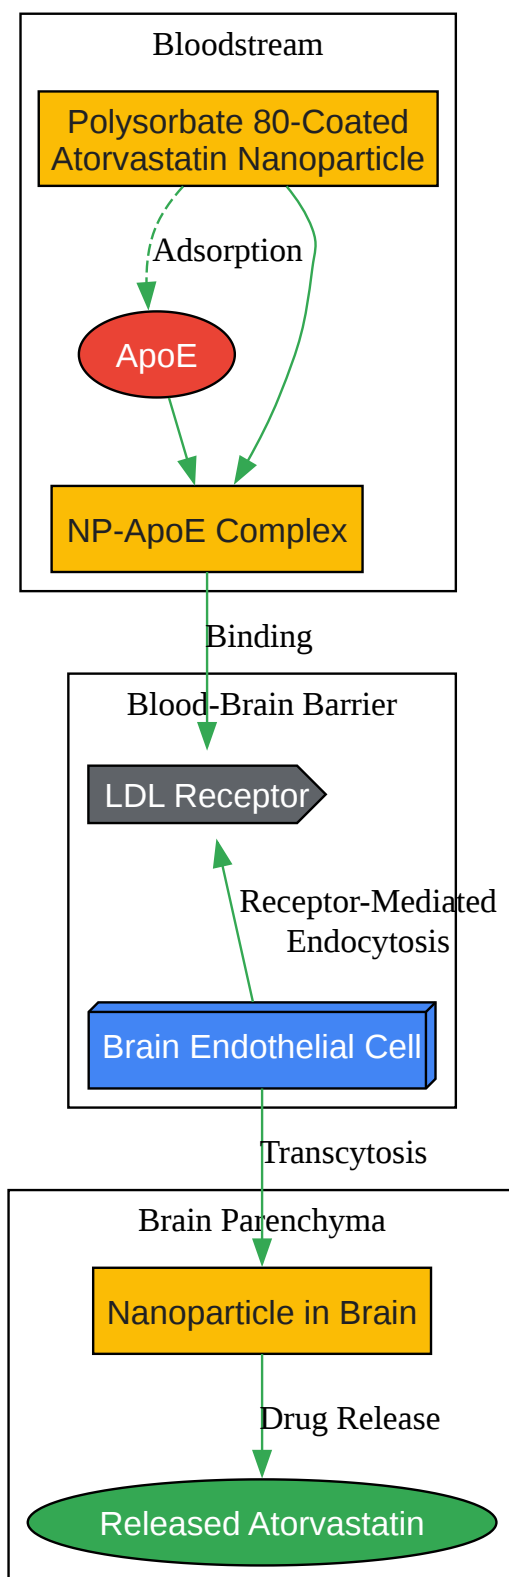 Bloodstream
Polysorbate 80-Coated
Atorvastatin Nanoparticle
Adsorption
ApoE
NP-ApoE Complex
Binding
Blood-Brain Barrier
LDL Receptor
Receptor-Mediated
Endocytosis
Brain Endothelial Cell
Transcytosis
Brain Parenchyma
Nanoparticle in Brain
Drug Release
Released Atorvastatin